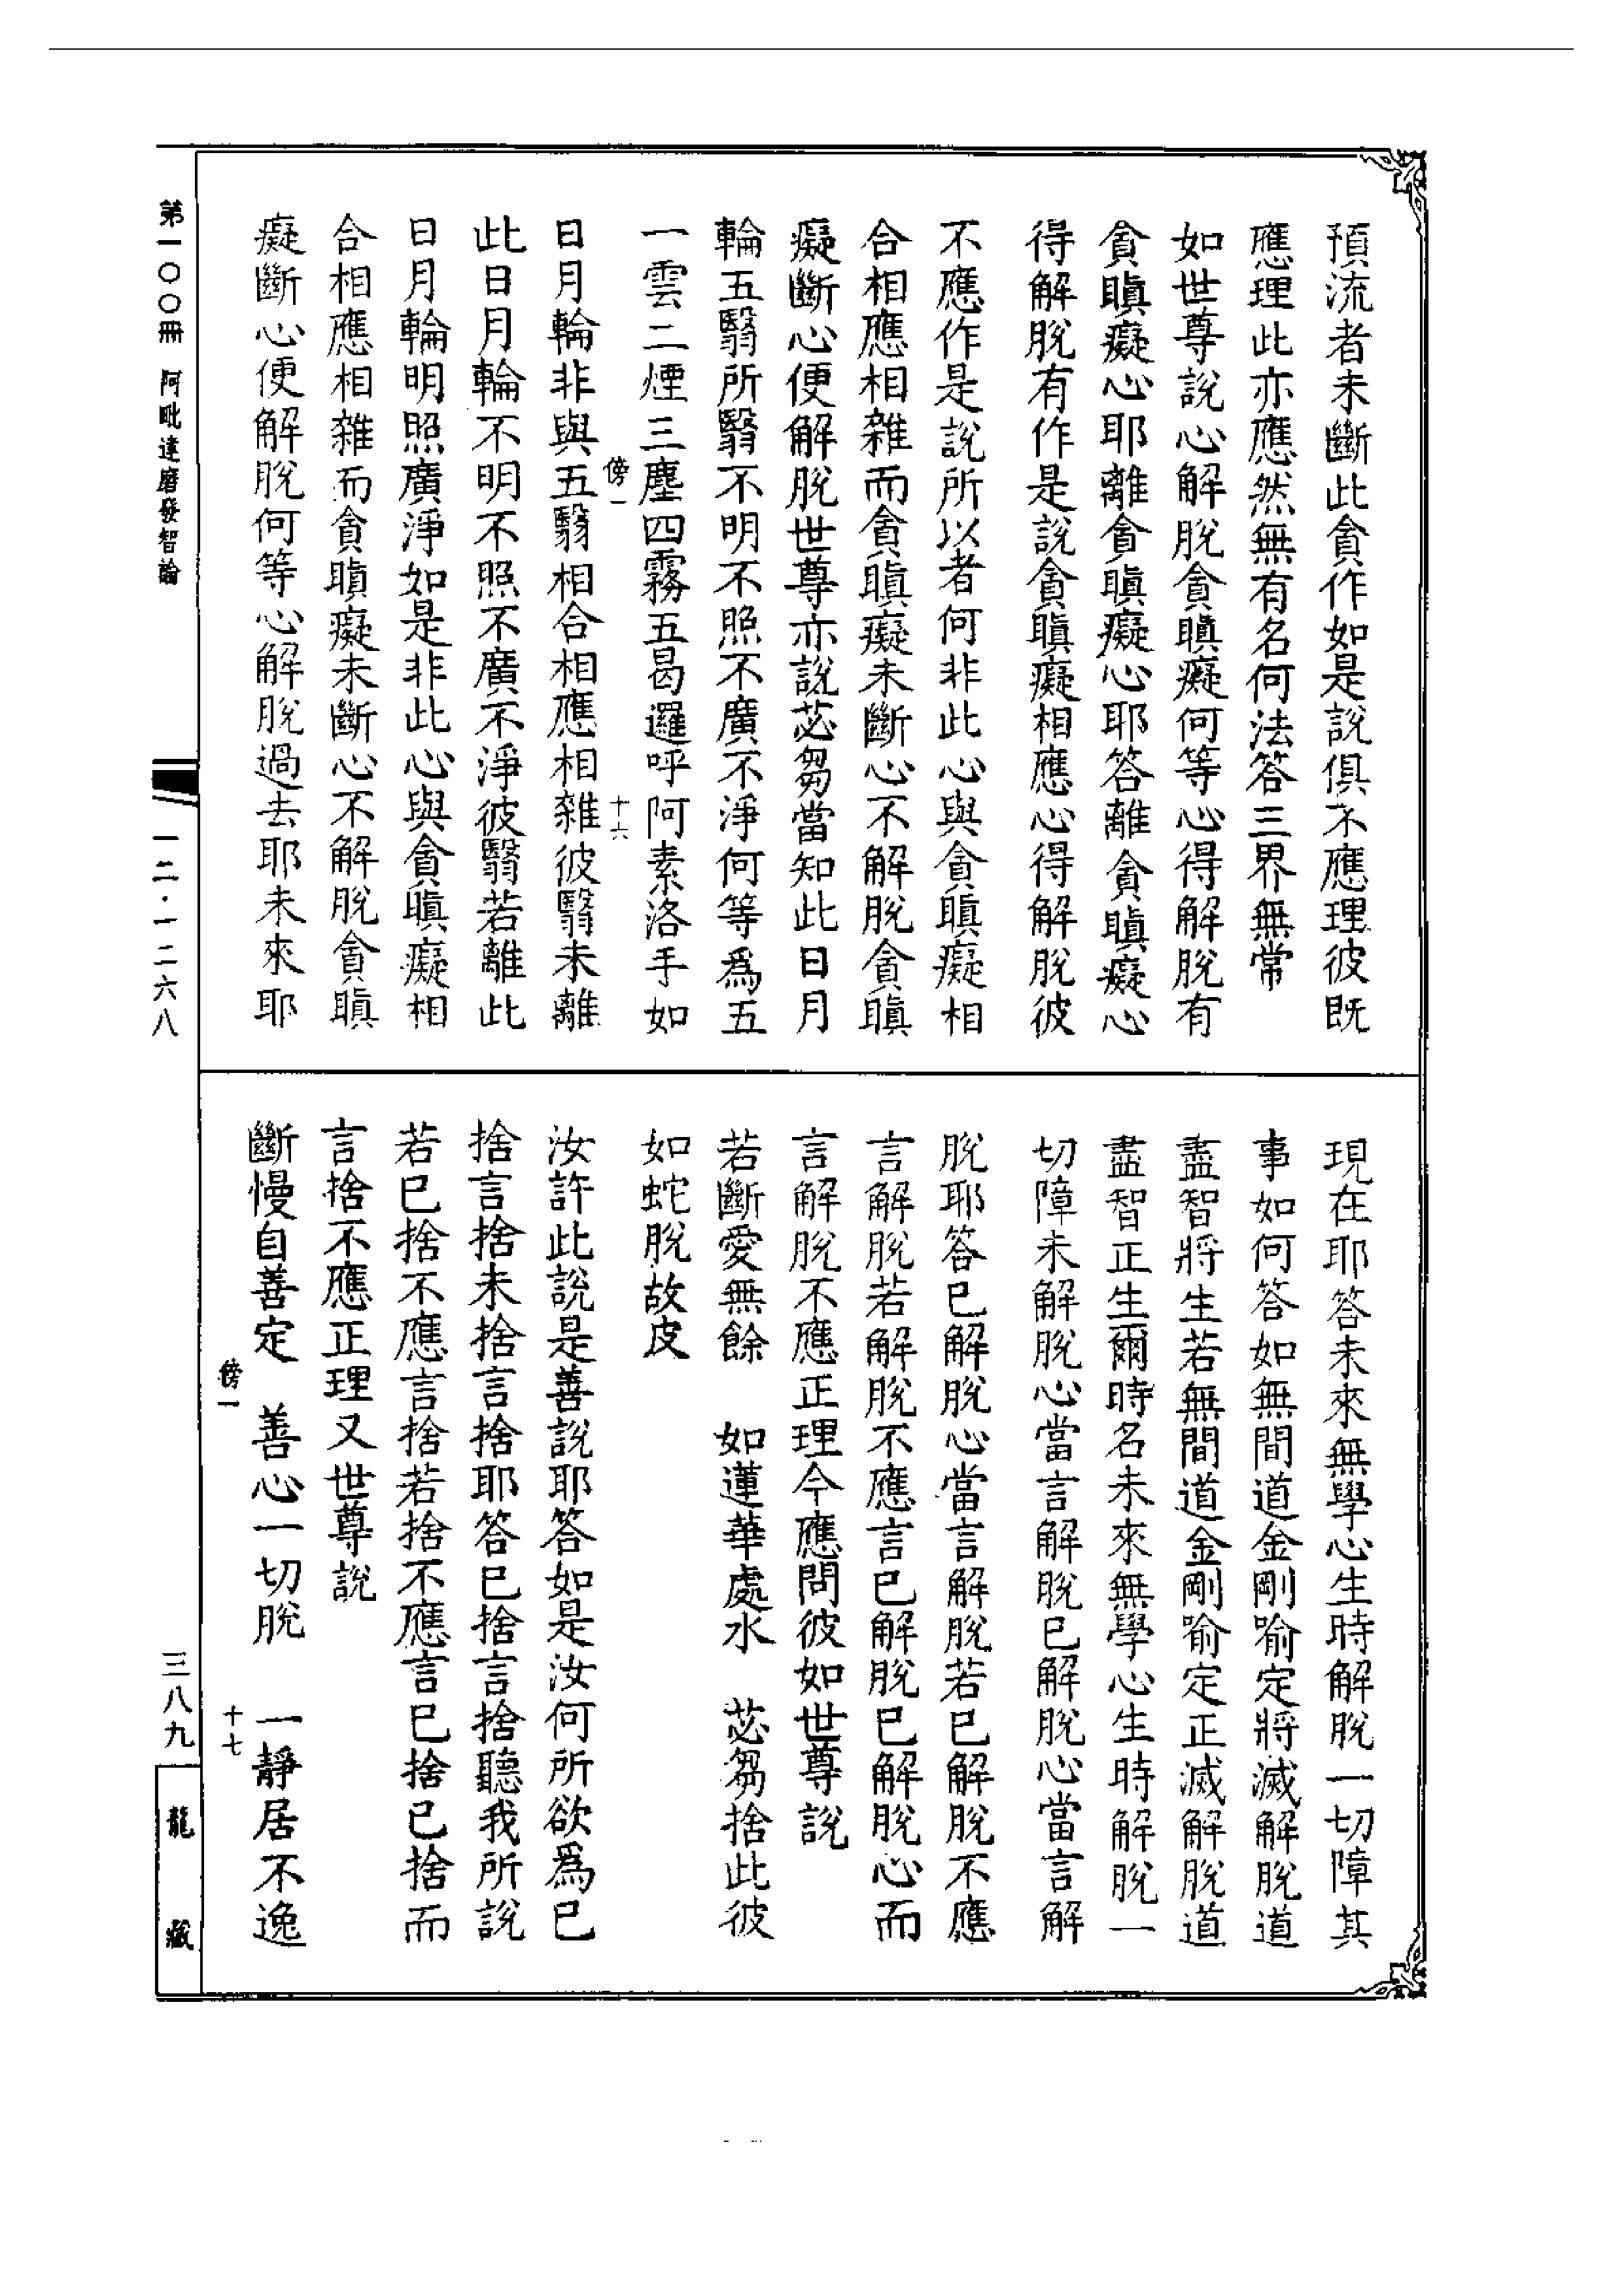 預流者未斷此貪作如是說俱不應理彼既
應理此亦應然無有名何法答三界無常
如世尊說心解脫貪瞋癡何等心得解脫有
貪瞋癡心耶離貪瞋癡心耶答離貪瞋癡心
得解脫有作是說貪瞋癡相應心得解脫彼
不應作是說所以者何非此心與貪瞋癡相
合相應相雜而貪瞋癡未斷心不解脫貪瞋
癡斷心便解脫世尊亦說苾芻當知此日月
輪五翳所翳不明不照不廣不淨何等為五
一雲二煙三塵四霧五曷邏呼阿素洛手如
傍一 十六
日月輪非與五翳相合相應相雜彼翳未離
此日月輪不明不照不廣不淨彼翳若離此
日月輪明照廣淨如是非此心與貪瞋癡相
合相應相雜而貪瞋癡未斷心不解脫貪瞋
癡斷心便解脫何等心解脫過去耶未來耶
現在耶答未來無學心生時解脫一切障其
事如何答如無間道金剛喻定將滅解脫道
盡智將生若無間道金剛喻定正滅解脫道
盡智正生爾時名未來無學心生時解脫一
切障未解脫心當言解脫已解脫心當言解
脫耶答已解脫心當言解脫若已解脫不應
言解脫若解脫不應言已解脫已解脫心而
言解脫不應正理今應問彼如世尊說
若斷愛無餘　如蓮華處水　苾芻捨此彼
如蛇脫故皮
汝許此說是善說耶答如是汝何所欲為已
捨言捨未捨言捨耶答已捨言捨聽我所說
若已捨不應言捨若捨不應言已捨已捨而
言捨不應正理又世尊說
斷慢自善定　善心一切脫　一靜居不逸
傍一 十七
第一〇〇冊 阿毗達磨發智論
一二·一二六八
三八九
龍藏